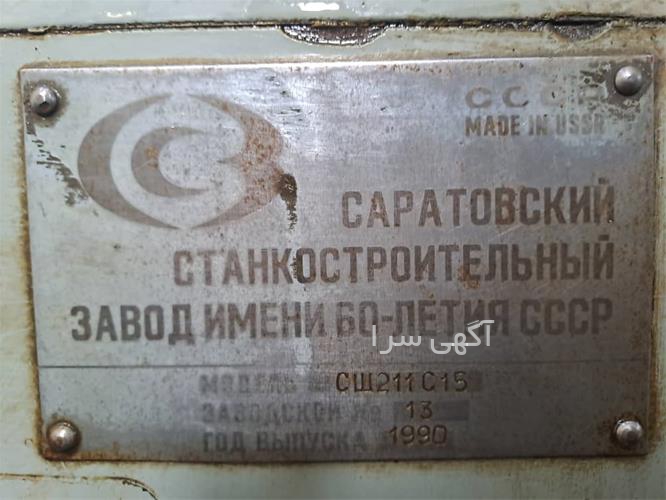 СССР
MADE IN USSR
САРАТОВСКИЙ
СТАНКОСТРОИТЕЛЬНЫЙ
ЗАВОД ИМЕНИ 60-ЛЕТИЯ СССР
آگهی سرا
МОДЕЛЬ СШ211С15
ЗАВОДСКОЙ № 13
ГОД ВЫПУСКА 1990